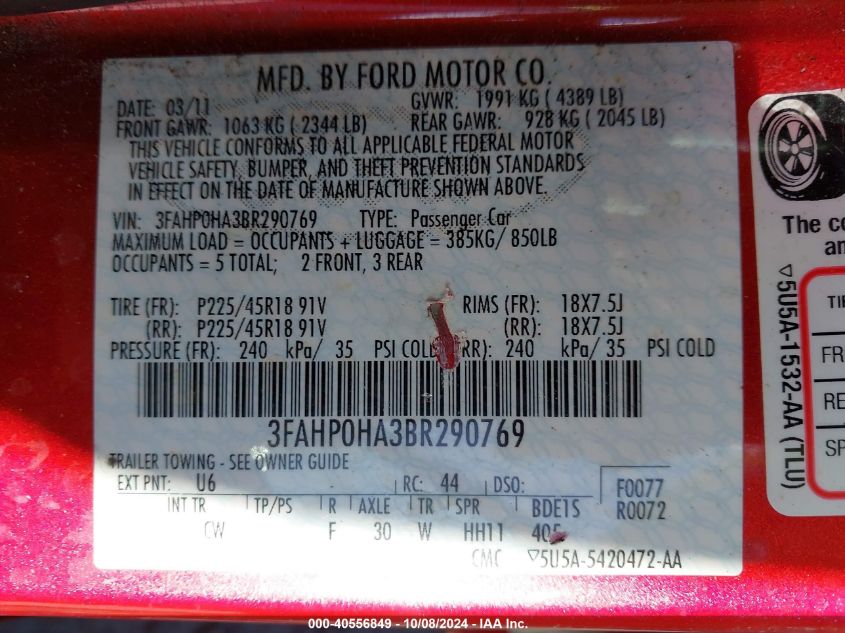 MFD. BY FORD MOTOR CO.
DATE: 03/11 GVWR: 1991 KG ( 4389 LB)
FRONT GAWR: 1063 KG ( 2344 LB) REAR GAWR: 928 KG ( 2045 LB)
THIS VEHICLE CONFORMS TO ALL APPLICABLE FEDERAL MOTOR
VEHICLE SAFETY, BUMPER, AND THEFT PREVENTION STANDARDS
IN EFFECT ON THE DATE OF MANUFACTURE SHOWN ABOVE.
VIN: 3FAHP0HA3BR290769 TYPE: Passenger Car
MAXIMUM LOAD = OCCUPANTS + LUGGAGE = 385KG/ 850LB
OCCUPANTS = 5 TOTAL; 2 FRONT, 3 REAR
TIRE (FR): P225/45R18 91V RIMS (FR): 18X7.5J
(RR): P225/45R18 91V (RR): 18X7.5J
PRESSURE (FR): 240 kPa/ 35 PSI COLD (RR): 240 kPa/ 35 PSI COLD
3FAHP0HA3BR290769
TRAILER TOWING - SEE OWNER GUIDE
EXT PNT: U6 RC: 44 DSO: F0077
R0072
INT TR TP/PS R AXLE TR SPR BDE1S
CW F 30 W HH11
CMC ▽5U5A-5420472-AA
▽5U5A-1532-AA (TLU)
The co
an
TI
FR
RE
SP
000-40556849 - 10/08/2024 - IAA Inc.